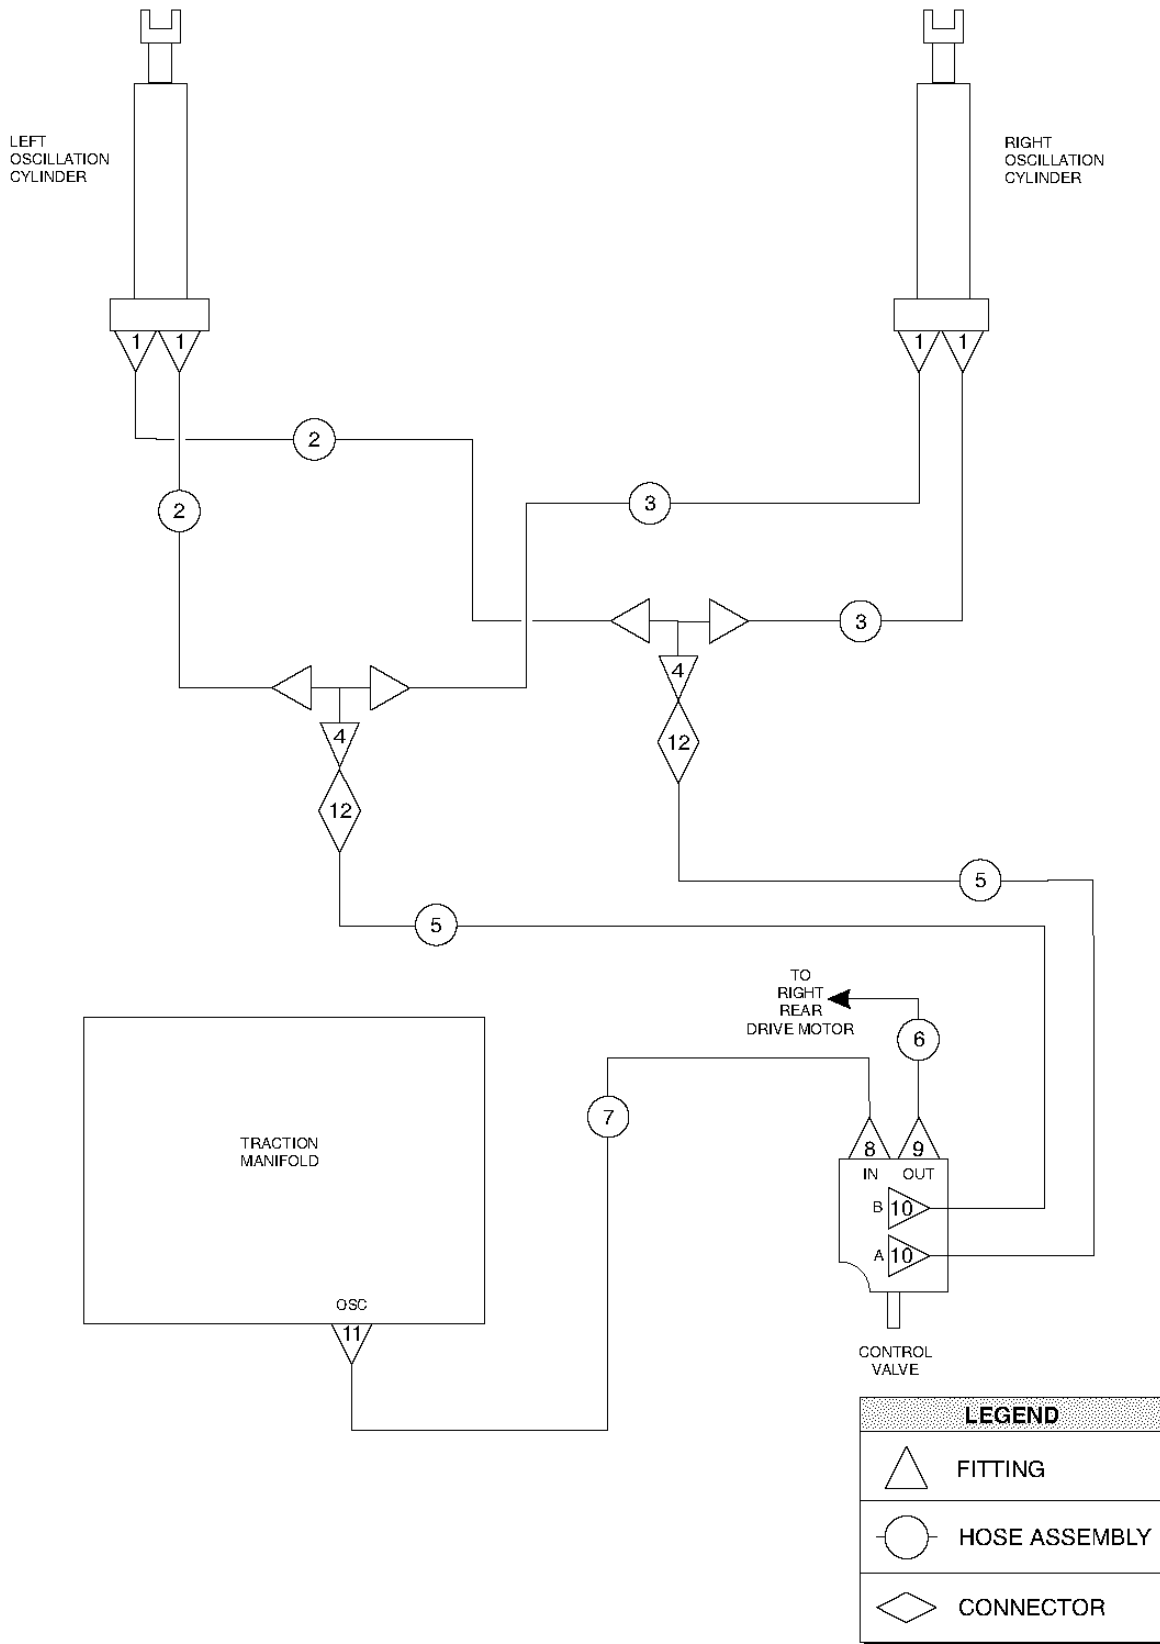 LEFT
OSCILLATION
CYLINDER
RIGHT
OSCILLATION
CYLINDER
1 1
1 1
2
2
3
3
4
12
4
12
5
5
TO
RIGHT
REAR
DRIVE MOTOR
6
7
8 9
IN OUT
B 10
A 10
CONTROL
VALVE
TRACTION
MANIFOLD
OSC
11
LEGEND
FITTING
HOSE ASSEMBLY
CONNECTOR